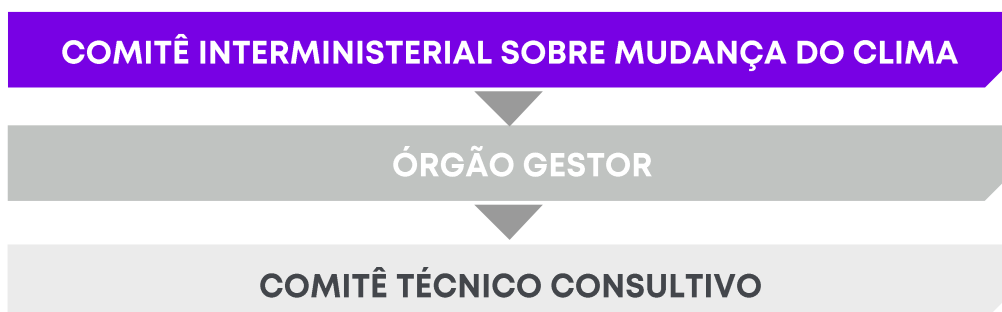 COMITÊ INTERMINISTERIAL SOBRE MUDANÇA DO CLIMA
ÓRGÃO GESTOR
COMITÊ TÉCNICO CONSULTIVO